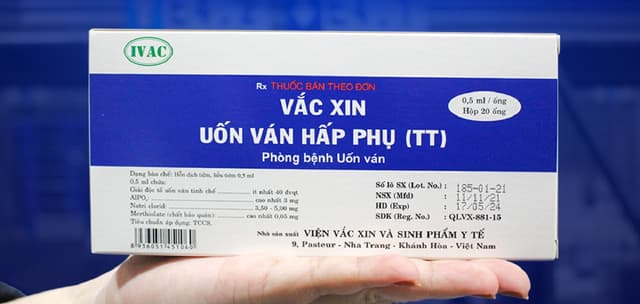 IVAC
Rx THUỐC BÁN THEO ĐƠN
VẮC XIN
UỐN VÁN HẤP PHỤ (TT)
Phòng bệnh Uốn ván
0,5 ml / ống
Hộp 20 ống
Dạng bào chế: Hỗn dịch tiêm, liều tiêm 0,5 ml
0,5 ml chứa:
Giải độc tố uốn ván tinh chế ........ ít nhất 40 đvqt
AlPO₄ ........ cao nhất 3 mg
Natri clorid: ........ 3,50 - 5,00 mg
Merthiolate (chất bảo quản): ........ cao nhất 0,05 mg
Tiêu chuẩn áp dụng: TCCS.
Số lô SX (Lot. No.) : 185-01-21
NSX (Mfd) : 11/11/21
HD (Exp) : 17/05/24
SDK (Reg. No.) : QLVX-881-15
8 936051 451060
Nhà sản xuất VIỆN VẮC XIN VÀ SINH PHẨM Y TẾ
9, Pasteur - Nha Trang - Khánh Hòa - Việt Nam